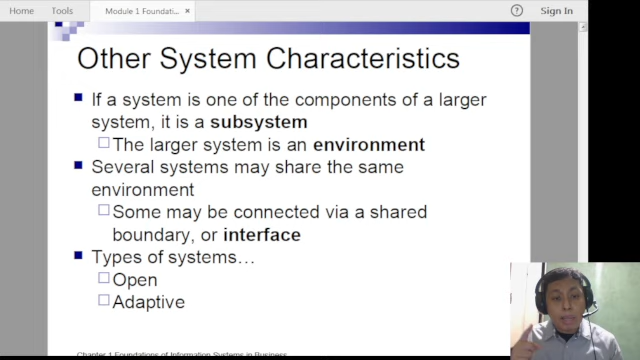 Home Tools Module 1 Foundati... × ? Sign In
Other System Characteristics
If a system is one of the components of a larger
system, it is a subsystem
The larger system is an environment
Several systems may share the same
environment
Some may be connected via a shared
boundary, or interface
Types of systems…
Open
Adaptive
Chapter 1 Foundations of Information Systems in Business